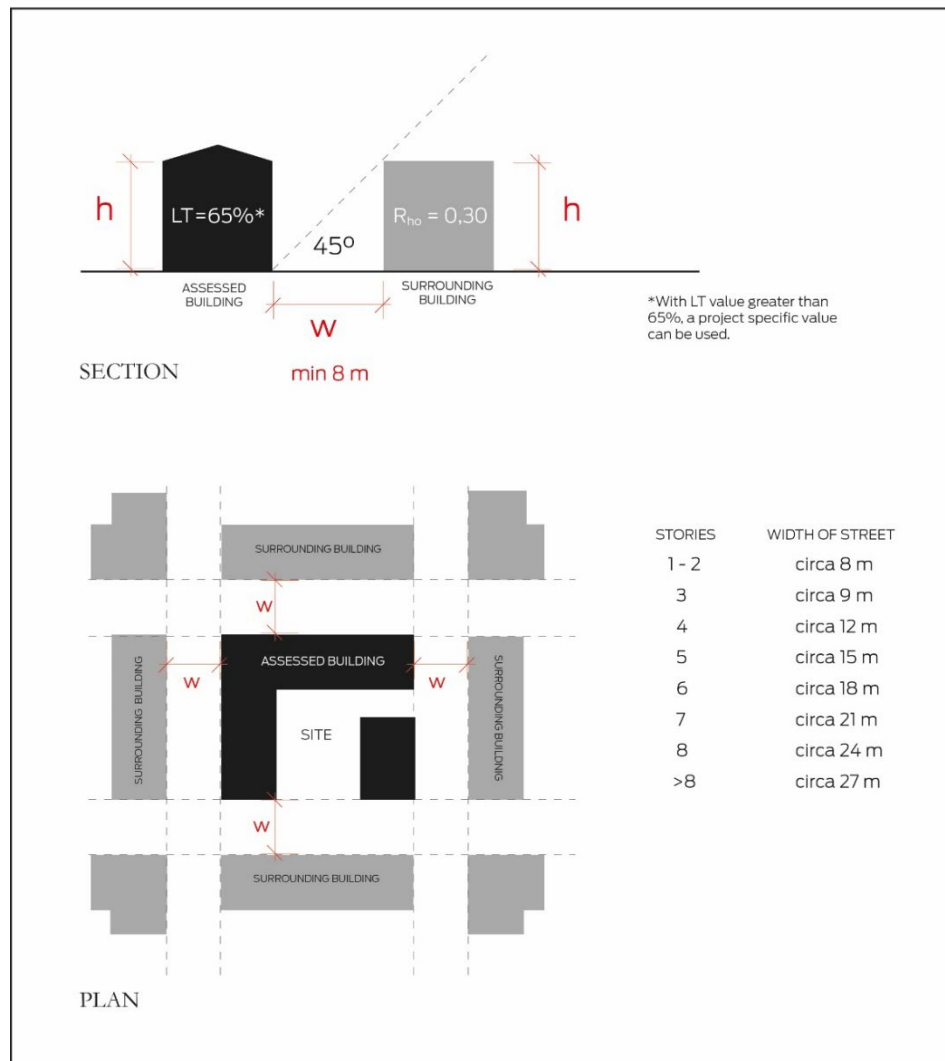 h
LT=65%*
45º
Rho = 0,30
h
ASSESSED
BUILDING
SURROUNDING
BUILDING
w
min 8 m
*With LT value greater than
65%, a project specific value
can be used.
SECTION
SURROUNDING BUILDING
w
ASSESSED BUILDING
SURROUNDING BUILDING
w
w
SITE
SURROUNDING BUILDNIG
w
SURROUNDING BUILDING
STORIES WIDTH OF STREET
1 - 2 circa 8 m
3 circa 9 m
4 circa 12 m
5 circa 15 m
6 circa 18 m
7 circa 21 m
8 circa 24 m
>8 circa 27 m
PLAN